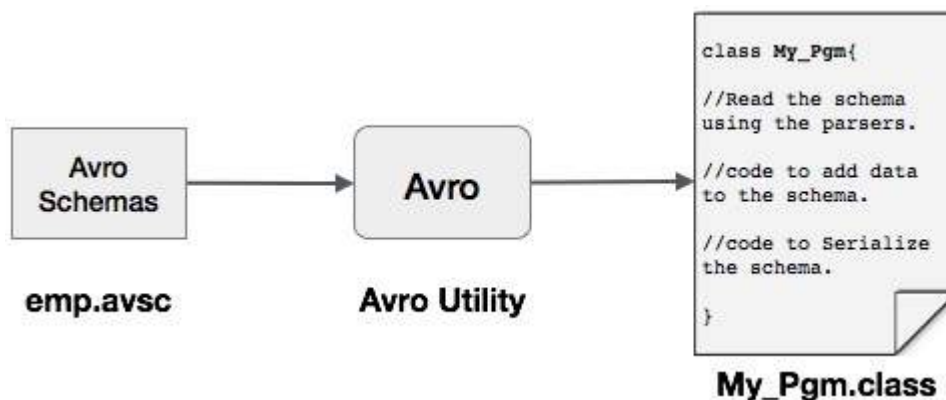 Avro
Schemas
emp.avsc
Avro
Avro Utility
class My_Pgm{
//Read the schema
using the parsers.
//code to add data
to the schema.
//code to Serialize
the schema.
}
My_Pgm.class